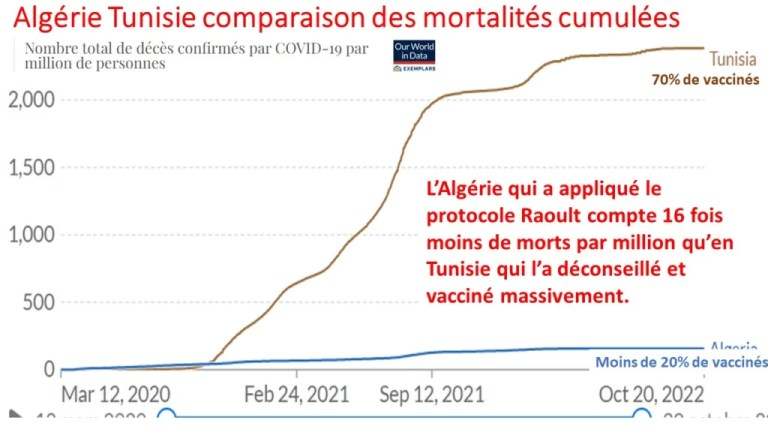 Algérie Tunisie comparaison des mortalités cumulées
Nombre total de décès confirmés par COVID-19 par
million de personnes
Our World
in Data
EXEMPLARS
Tunisia
70% de vaccinés
2,000
1,500
L'Algérie qui a appliqué le
protocole Raoult compte 16 fois
1,000
moins de morts par million qu'en
Tunisie qui l'a déconseillé et
500
vacciné massivement.
Algeria
0
Moins de 20% de vaccinés
Mar 12, 2020
Feb 24, 2021
Sep 12, 2021
Oct 20, 2022